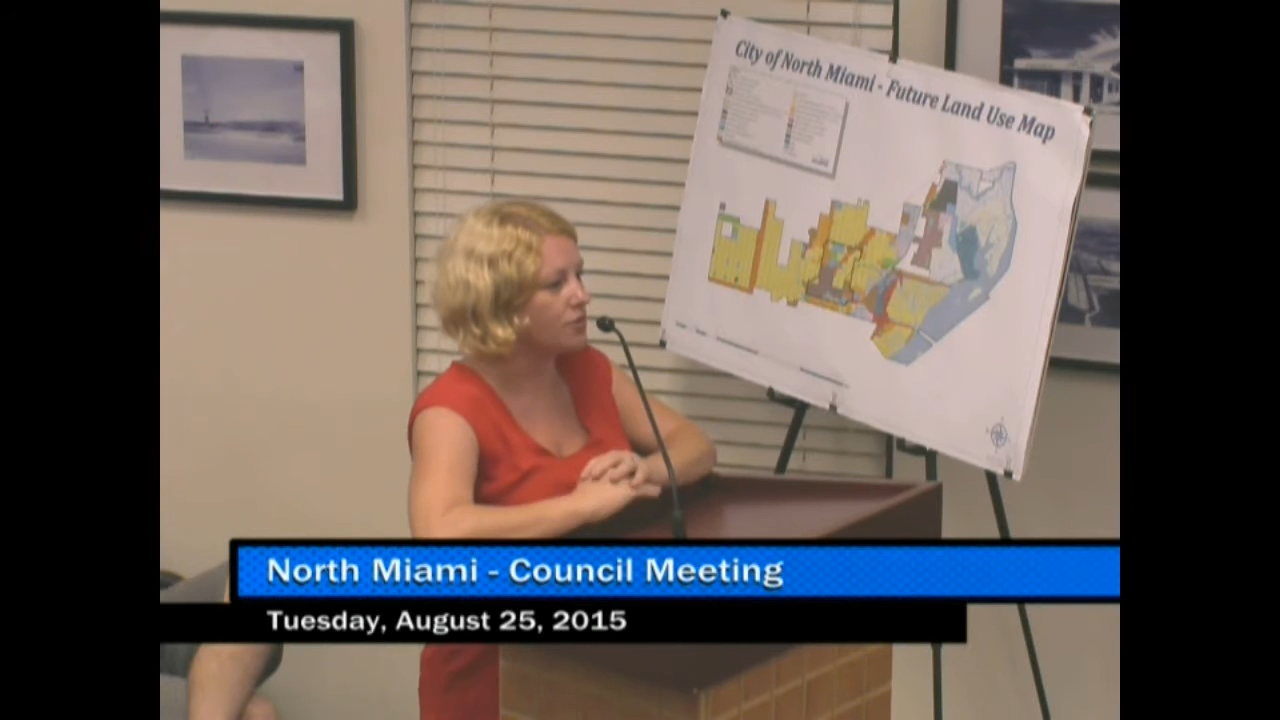 City of North Miami - Future Land Use Map
North Miami - Council Meeting
Tuesday, August 25, 2015